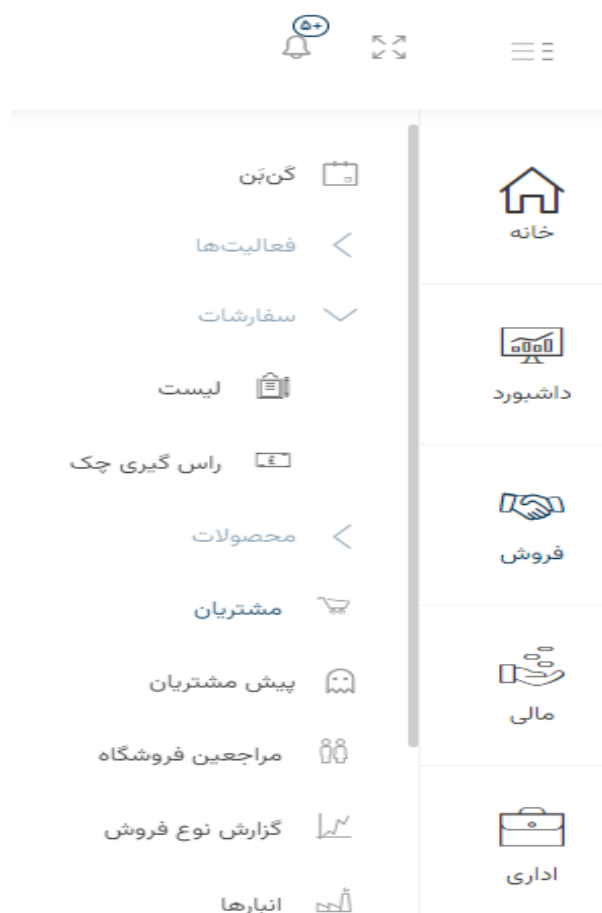 ۵+
خانه
داشبورد
فروش
مالی
اداری
گَن‌بَن
فعالیت‌ها
سفارشات
لیست
راس گیری چک
محصولات
مشتریان
پیش مشتریان
مراجعین فروشگاه
گزارش نوع فروش
انبارها